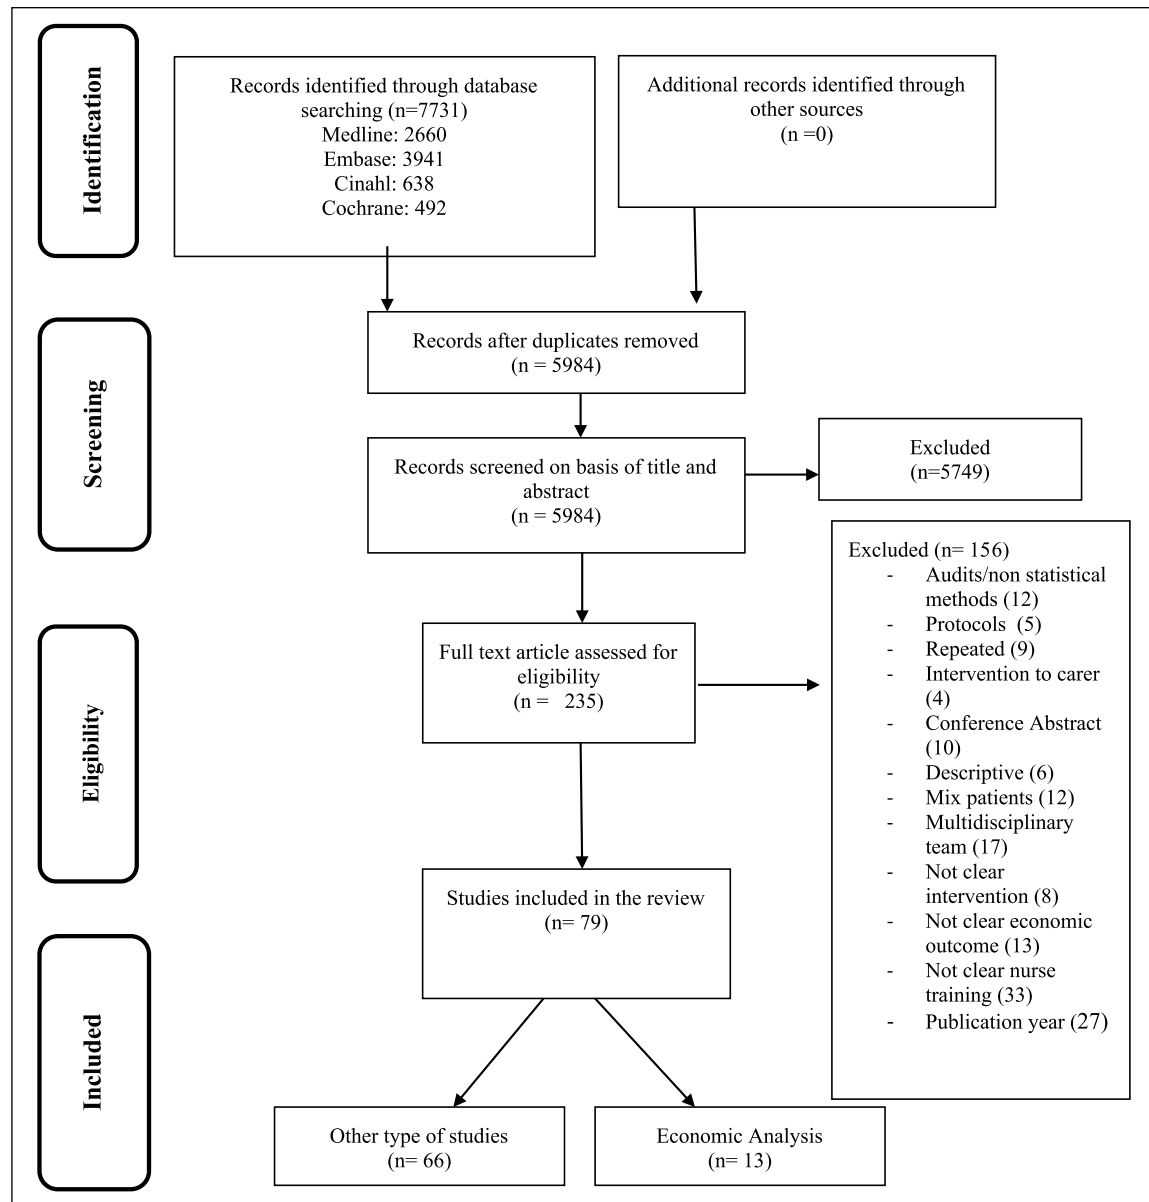 Identification
Records identified through database
searching (n=7731)
Medline: 2660
Embase: 3941
Cinahl: 638
Cochrane: 492
Additional records identified through
other sources
(n =0)
Screening
Records after duplicates removed
(n = 5984)
Records screened on basis of title and
abstract
(n = 5984)
Excluded
(n=5749)
Eligibility
Full text article assessed for
eligibility
(n = 235)
Excluded (n= 156)
- Audits/non statistical
methods (12)
- Protocols (5)
- Repeated (9)
- Intervention to carer
(4)
- Conference Abstract
(10)
- Descriptive (6)
- Mix patients (12)
- Multidisciplinary
team (17)
- Not clear
intervention (8)
- Not clear economic
outcome (13)
- Not clear nurse
training (33)
- Publication year (27)
Included
Studies included in the review
(n= 79)
Other type of studies
(n= 66)
Economic Analysis
(n= 13)